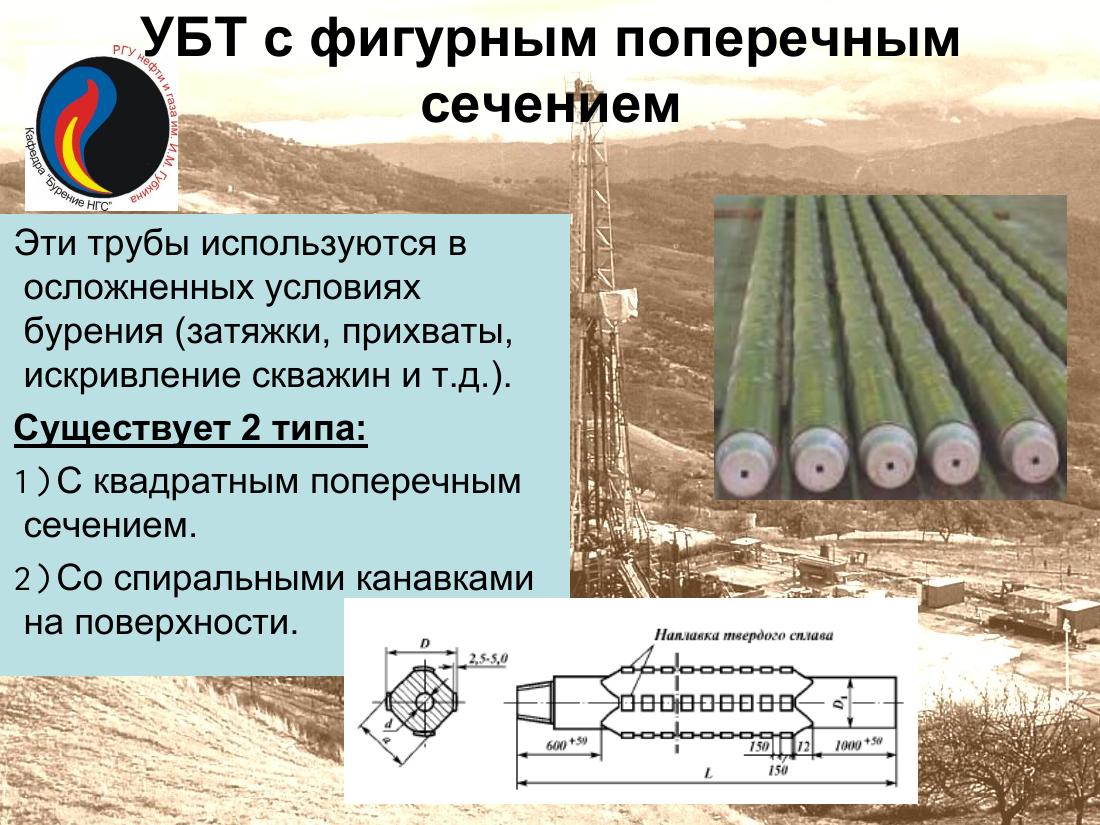 УБТ с фигурным поперечным
сечением
РГУ нефти и газа им. И.М. Губкина
Кафедра "Бурение НГС"
Эти трубы используются в
осложненных условиях
бурения (затяжки, прихваты,
искривление скважин и т.д.).
Существует 2 типа:
1)С квадратным поперечным
сечением.
2)Со спиральными канавками
на поверхности.
Наплавка твердого сплава
D
2,5-5,0
d
a
D₁
600⁺⁵⁰
150
12
1000⁺⁵⁰
150
L